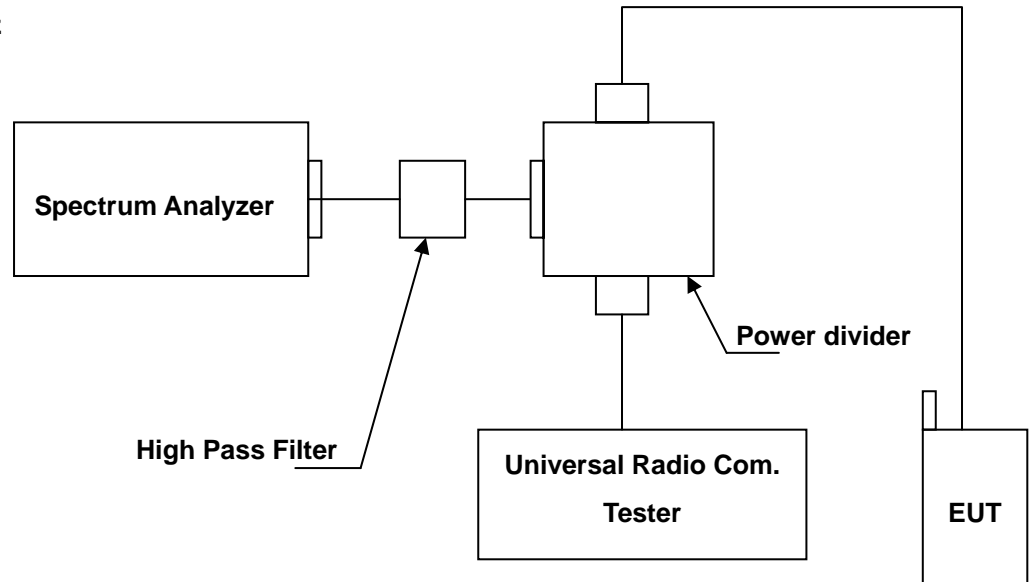 Spectrum Analyzer
Power divider
High Pass Filter
Universal Radio Com.
Tester
EUT